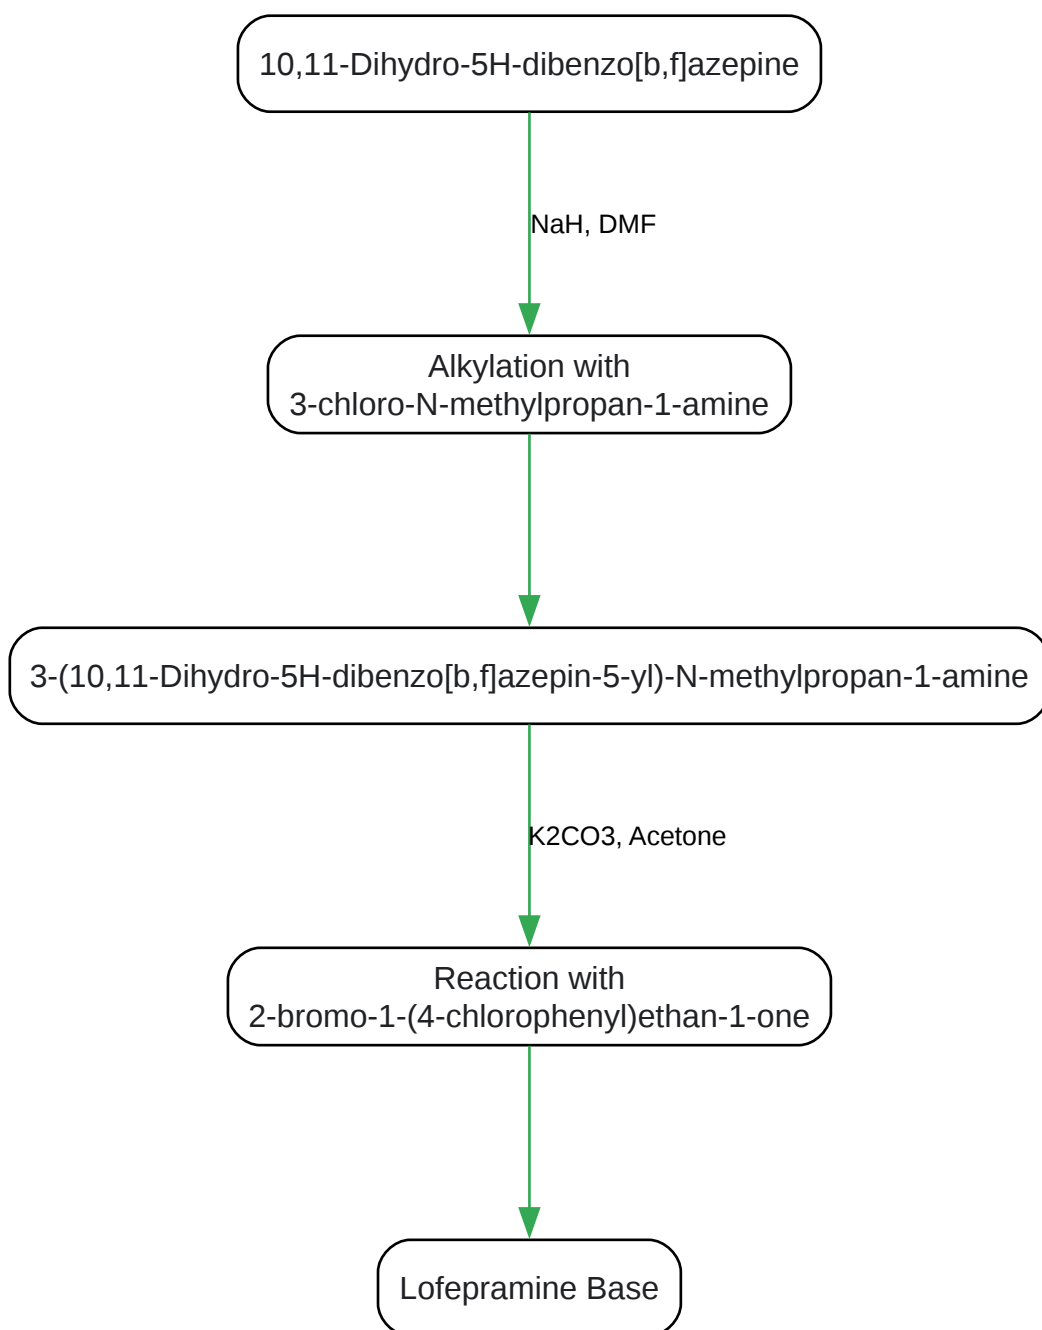 10,11-Dihydro-5H-dibenzo[b,f]azepine
NaH, DMF
Alkylation with
3-chloro-N-methylpropan-1-amine
3-(10,11-Dihydro-5H-dibenzo[b,f]azepin-5-yl)-N-methylpropan-1-amine
K2CO3, Acetone
Reaction with
2-bromo-1-(4-chlorophenyl)ethan-1-one
Lofepramine Base